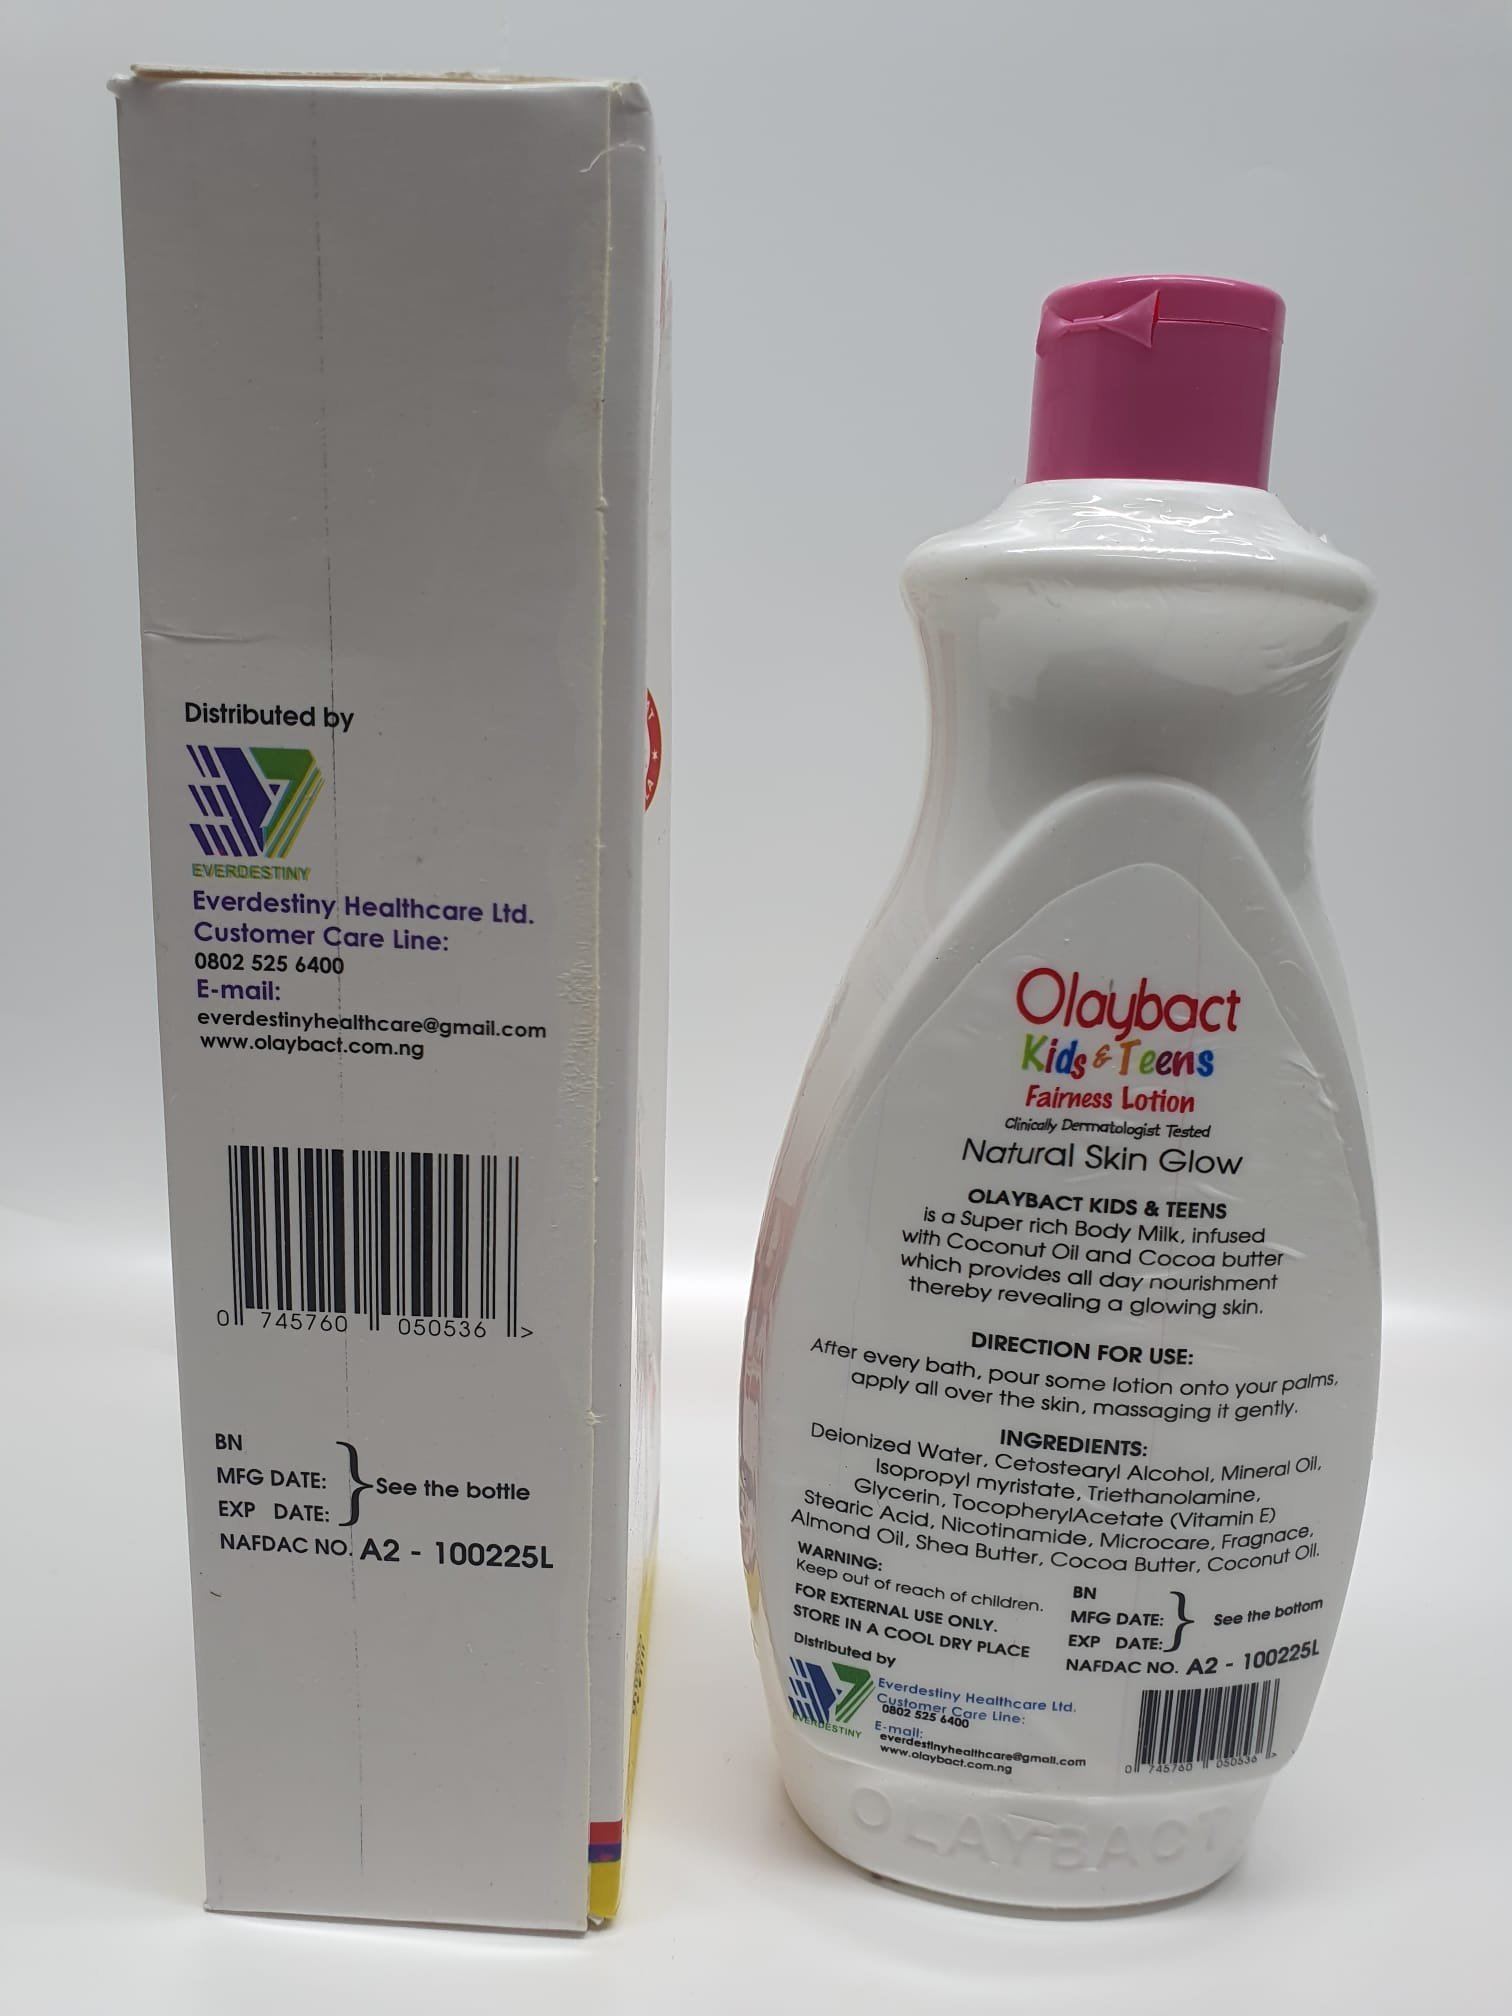 Distributed by
EVERDESTINY
Everdestiny Healthcare Ltd.
Customer Care Line:
0802 525 6400
E-mail:
everdestinyhealthcare@gmail.com
www.olaybact.com.ng
0 745760 050536 >
BN
MFG DATE:
EXP DATE:
See the bottle
NAFDAC NO. A2 - 100225L
Olaybact
Kids & Teens
Fairness Lotion
Clinically Dermatologist Tested
Natural Skin Glow
OLAYBACT KIDS & TEENS
is a Super rich Body Milk, infused
with Coconut Oil and Cocoa butter
which provides all day nourishment
thereby revealing a glowing skin.
DIRECTION FOR USE:
After every bath, pour some lotion onto your palms,
apply all over the skin, massaging it gently.
INGREDIENTS:
Deionized Water, Cetostearyl Alcohol, Mineral Oil,
Isopropyl myristate, Triethanolamine,
Glycerin, TocopherylAcetate (Vitamin E)
Stearic Acid, Nicotinamide, Microcare, Fragnace,
Almond Oil, Shea Butter, Cocoa Butter, Coconut Oil.
WARNING:
Keep out of reach of children.
FOR EXTERNAL USE ONLY.
STORE IN A COOL DRY PLACE
BN
MFG DATE:
EXP DATE:
See the bottom
NAFDAC NO. A2 - 100225L
Distributed by
EVERDESTINY
Everdestiny Healthcare Ltd.
Customer Care Line:
0802 525 6400
E-mail:
everdestinyhealthcare@gmail.com
www.olaybact.com.ng
0 745760 050536 >
OLAYBACT